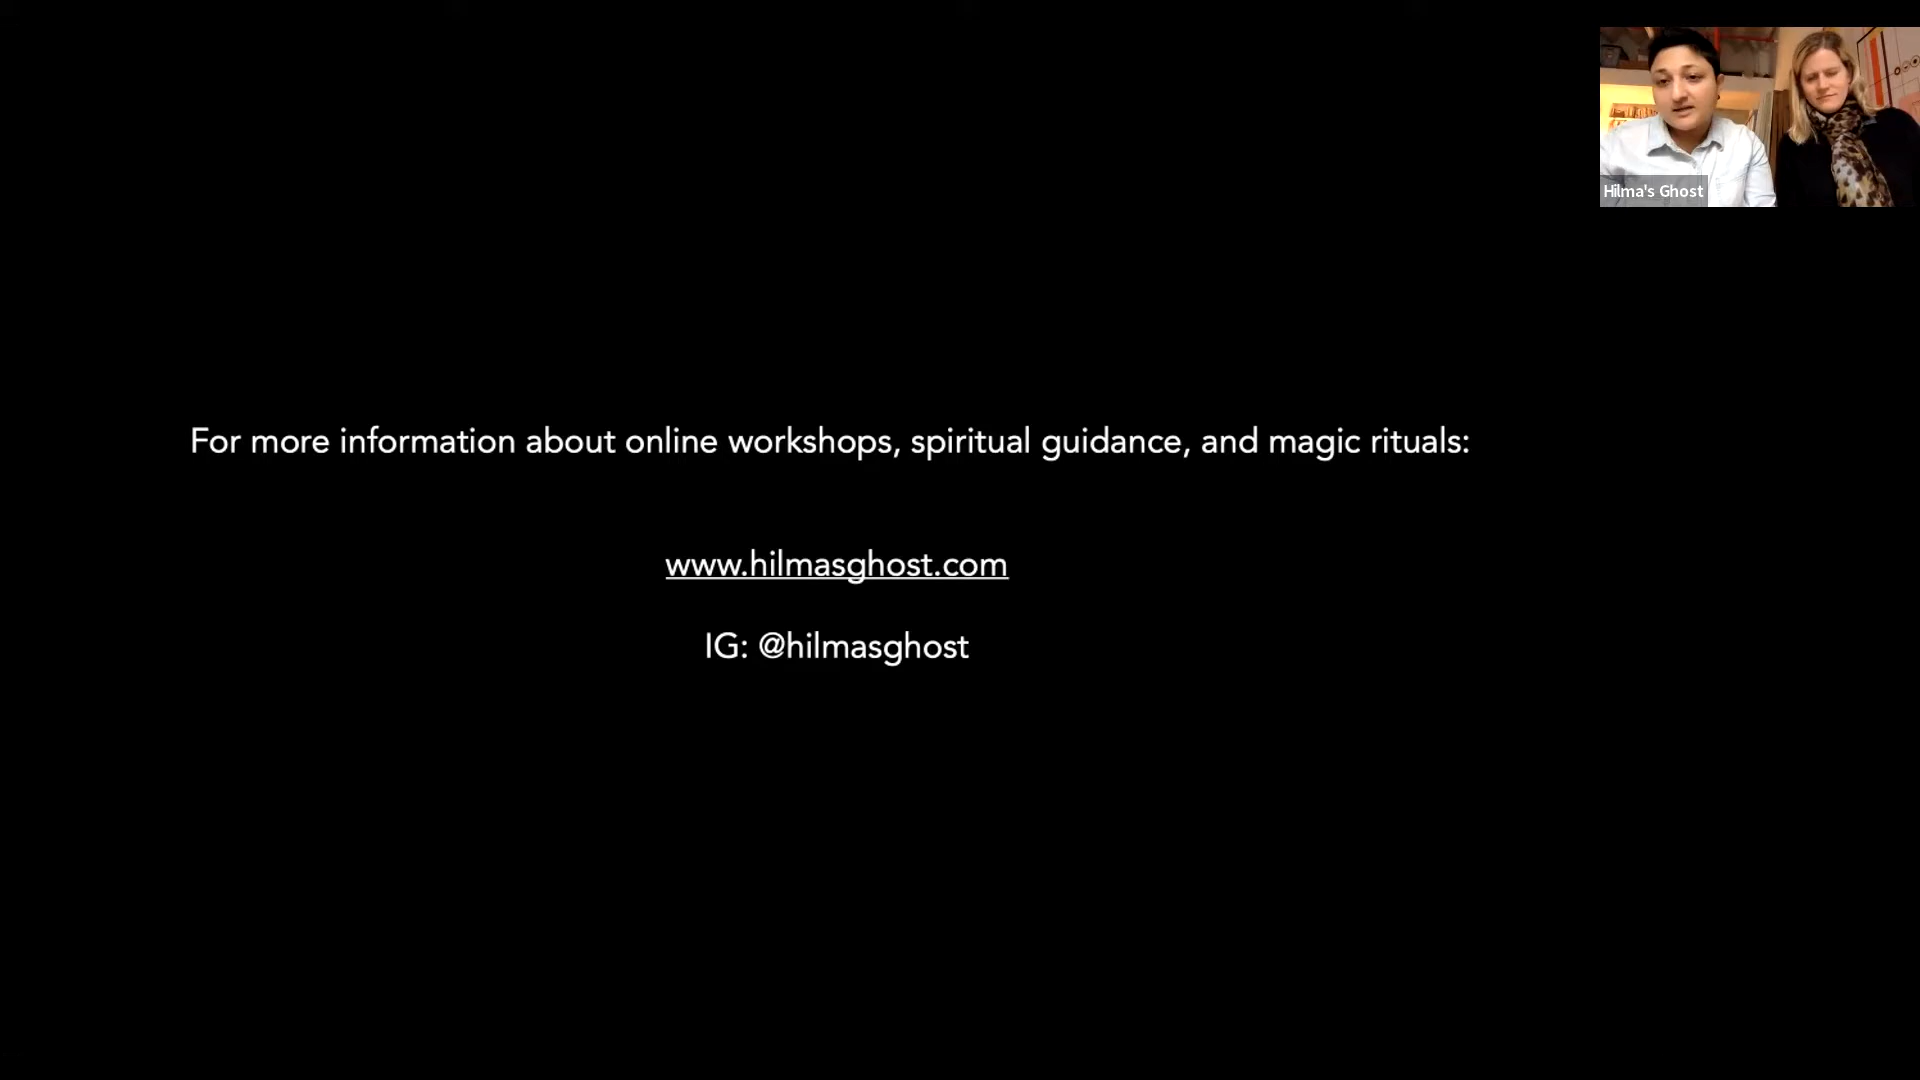 For more information about online workshops, spiritual guidance, and magic rituals:
www.hilmasghost.com
IG: @hilmasghost
Hilma's Ghost